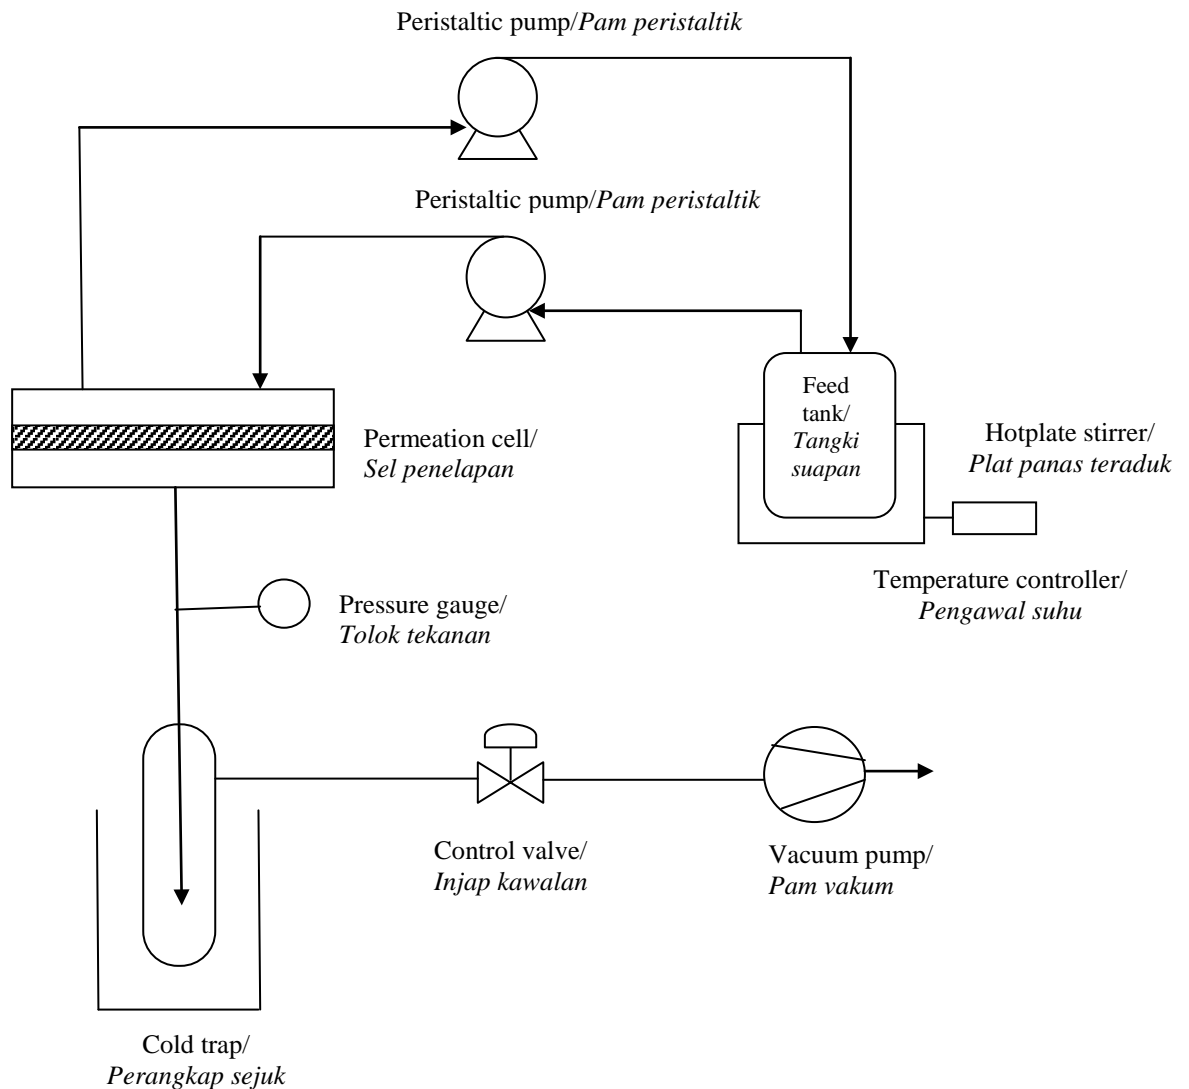 Peristaltic pump/Pam peristaltik
Peristaltic pump/Pam peristaltik
Feed
tank/
Tangki
suapan
Permeation cell/
Sel penelapan
Hotplate stirrer/
Plat panas teraduk
Temperature controller/
Pengawal suhu
Pressure gauge/
Tolok tekanan
Control valve/
Injap kawalan
Vacuum pump/
Pam vakum
Cold trap/
Perangkap sejuk